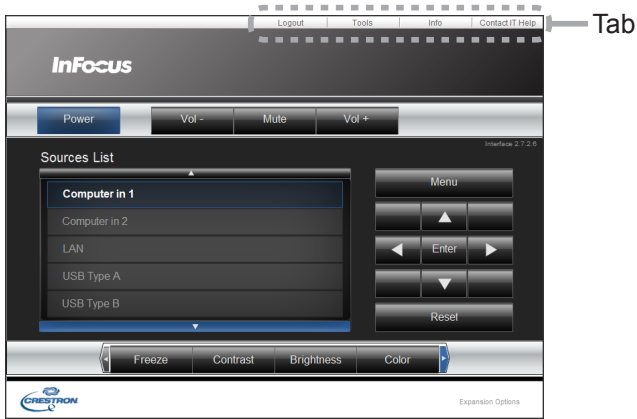 Logout Tools Info Contact IT Help
Tab
InFocus
Power Vol - Mute Vol +
Interface 2.7.2.6
Sources List
Menu
Computer in 1
Computer in 2
LAN
Enter
USB Type A
USB Type B
Reset
Freeze Contrast Brightness Color
CRESTRON
Expansion Options